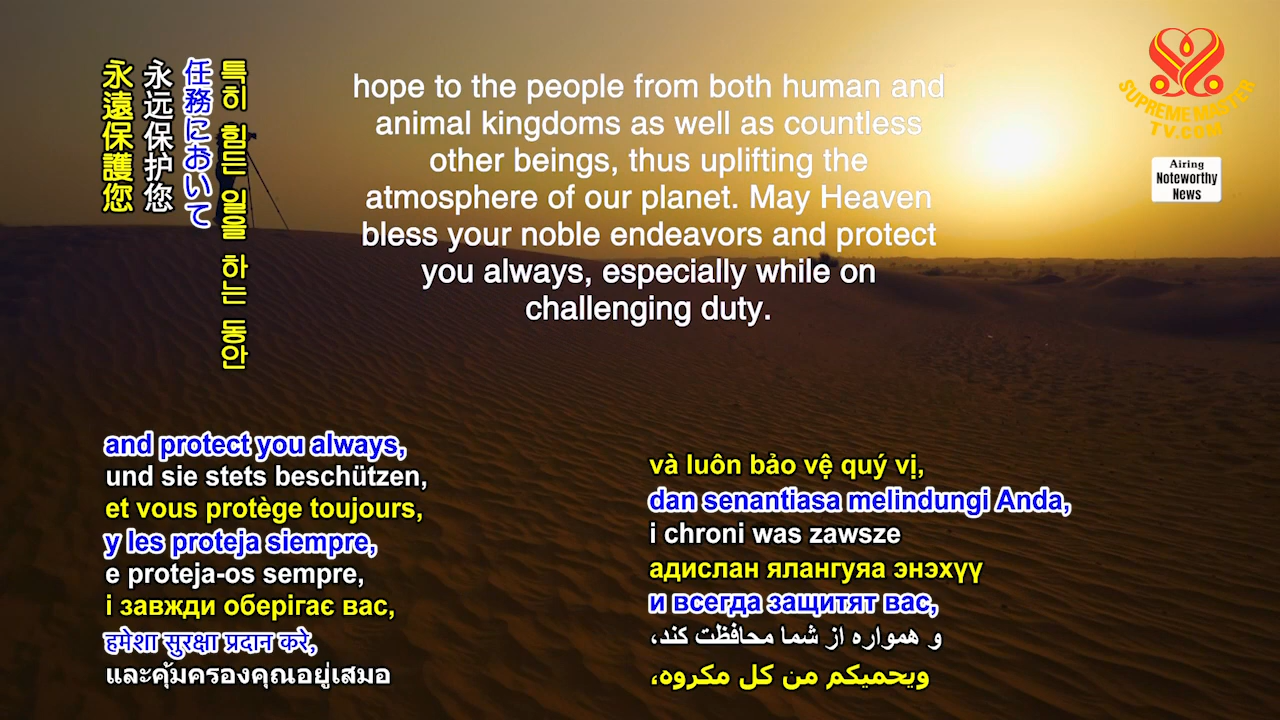 永遠保護您
永远保护您
任務において
특히 힘든 일을 하는 동안
hope to the people from both human and
animal kingdoms as well as countless
other beings, thus uplifting the
atmosphere of our planet. May Heaven
bless your noble endeavors and protect
you always, especially while on
challenging duty.
SUPREME MASTER
TV.COM
Airing
Noteworthy
News
and protect you always,
und sie stets beschützen,
et vous protège toujours,
y les proteja siempre,
e proteja-os sempre,
і завжди оберігає вас,
हमेशा सुरक्षा प्रदान करे,
และคุ้มครองคุณอยู่เสมอ
và luôn bảo vệ quý vị,
dan senantiasa melindungi Anda,
i chroni was zawsze
адислан ялангуяа энэхүү
и всегда защитят вас,
و همواره از شما محافظت کند،
ويحميكم من كل مكروه،